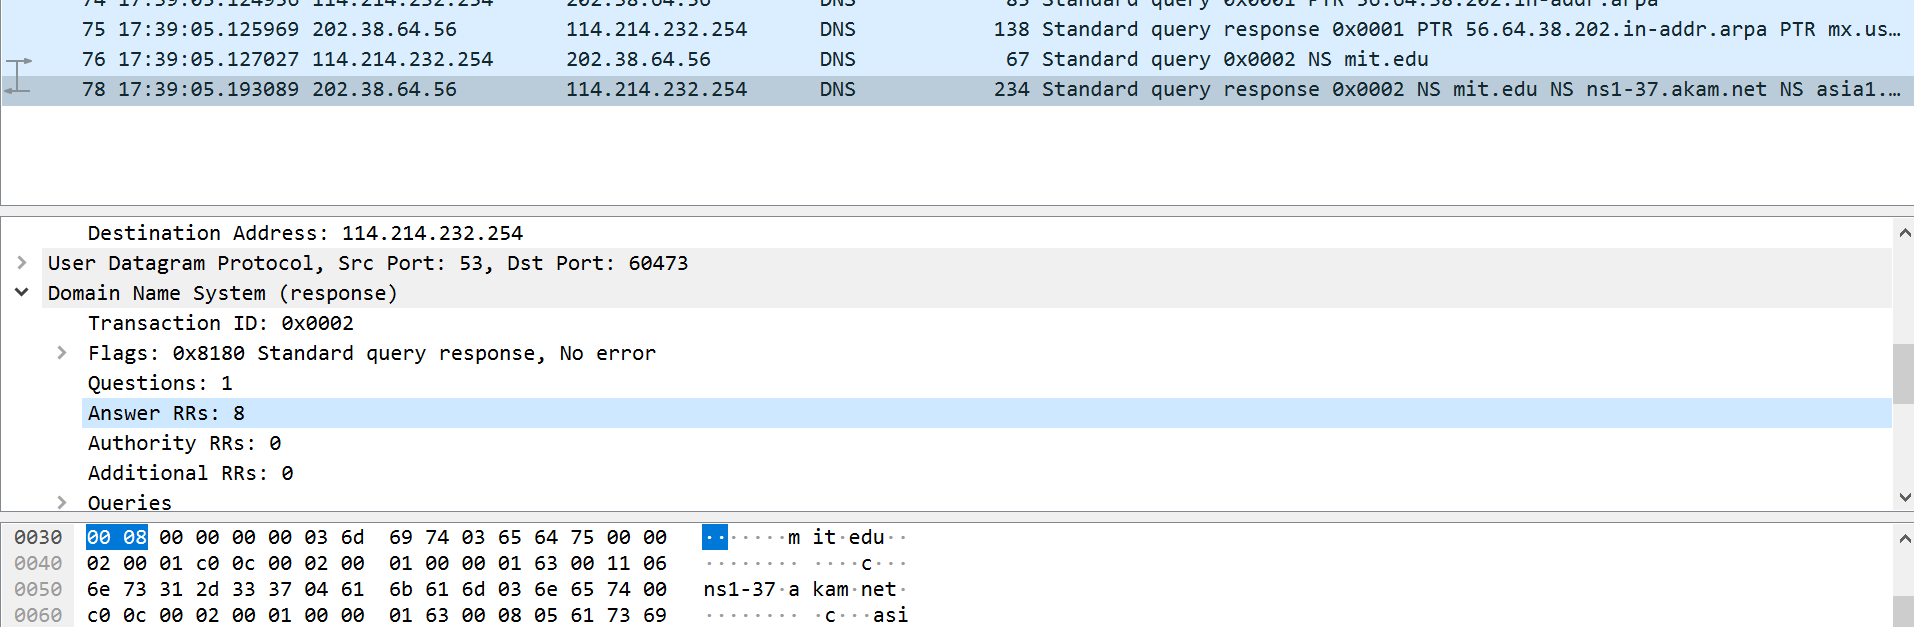 74 17:39:05.124956 114.214.232.254 202.38.64.56 DNS 85 Standard query 0x0001 PTR 56.64.38.202.in-addr.arpa
75 17:39:05.125969 202.38.64.56 114.214.232.254 DNS 138 Standard query response 0x0001 PTR 56.64.38.202.in-addr.arpa PTR mx.us…
76 17:39:05.127027 114.214.232.254 202.38.64.56 DNS 67 Standard query 0x0002 NS mit.edu
78 17:39:05.193089 202.38.64.56 114.214.232.254 DNS 234 Standard query response 0x0002 NS mit.edu NS ns1-37.akam.net NS asia1.…
Destination Address: 114.214.232.254
User Datagram Protocol, Src Port: 53, Dst Port: 60473
Domain Name System (response)
Transaction ID: 0x0002
Flags: 0x8180 Standard query response, No error
Questions: 1
Answer RRs: 8
Authority RRs: 0
Additional RRs: 0
Queries
0030 00 08 00 00 00 00 03 6d 69 74 03 65 64 75 00 00 ·······m it·edu··
0040 02 00 01 c0 0c 00 02 00 01 00 00 01 63 00 11 06 ········ ····c···
0050 6e 73 31 2d 33 37 04 61 6b 61 6d 03 6e 65 74 00 ns1-37·a kam·net·
0060 c0 0c 00 02 00 01 00 00 01 63 00 08 05 61 73 69 ········ ·c···asi